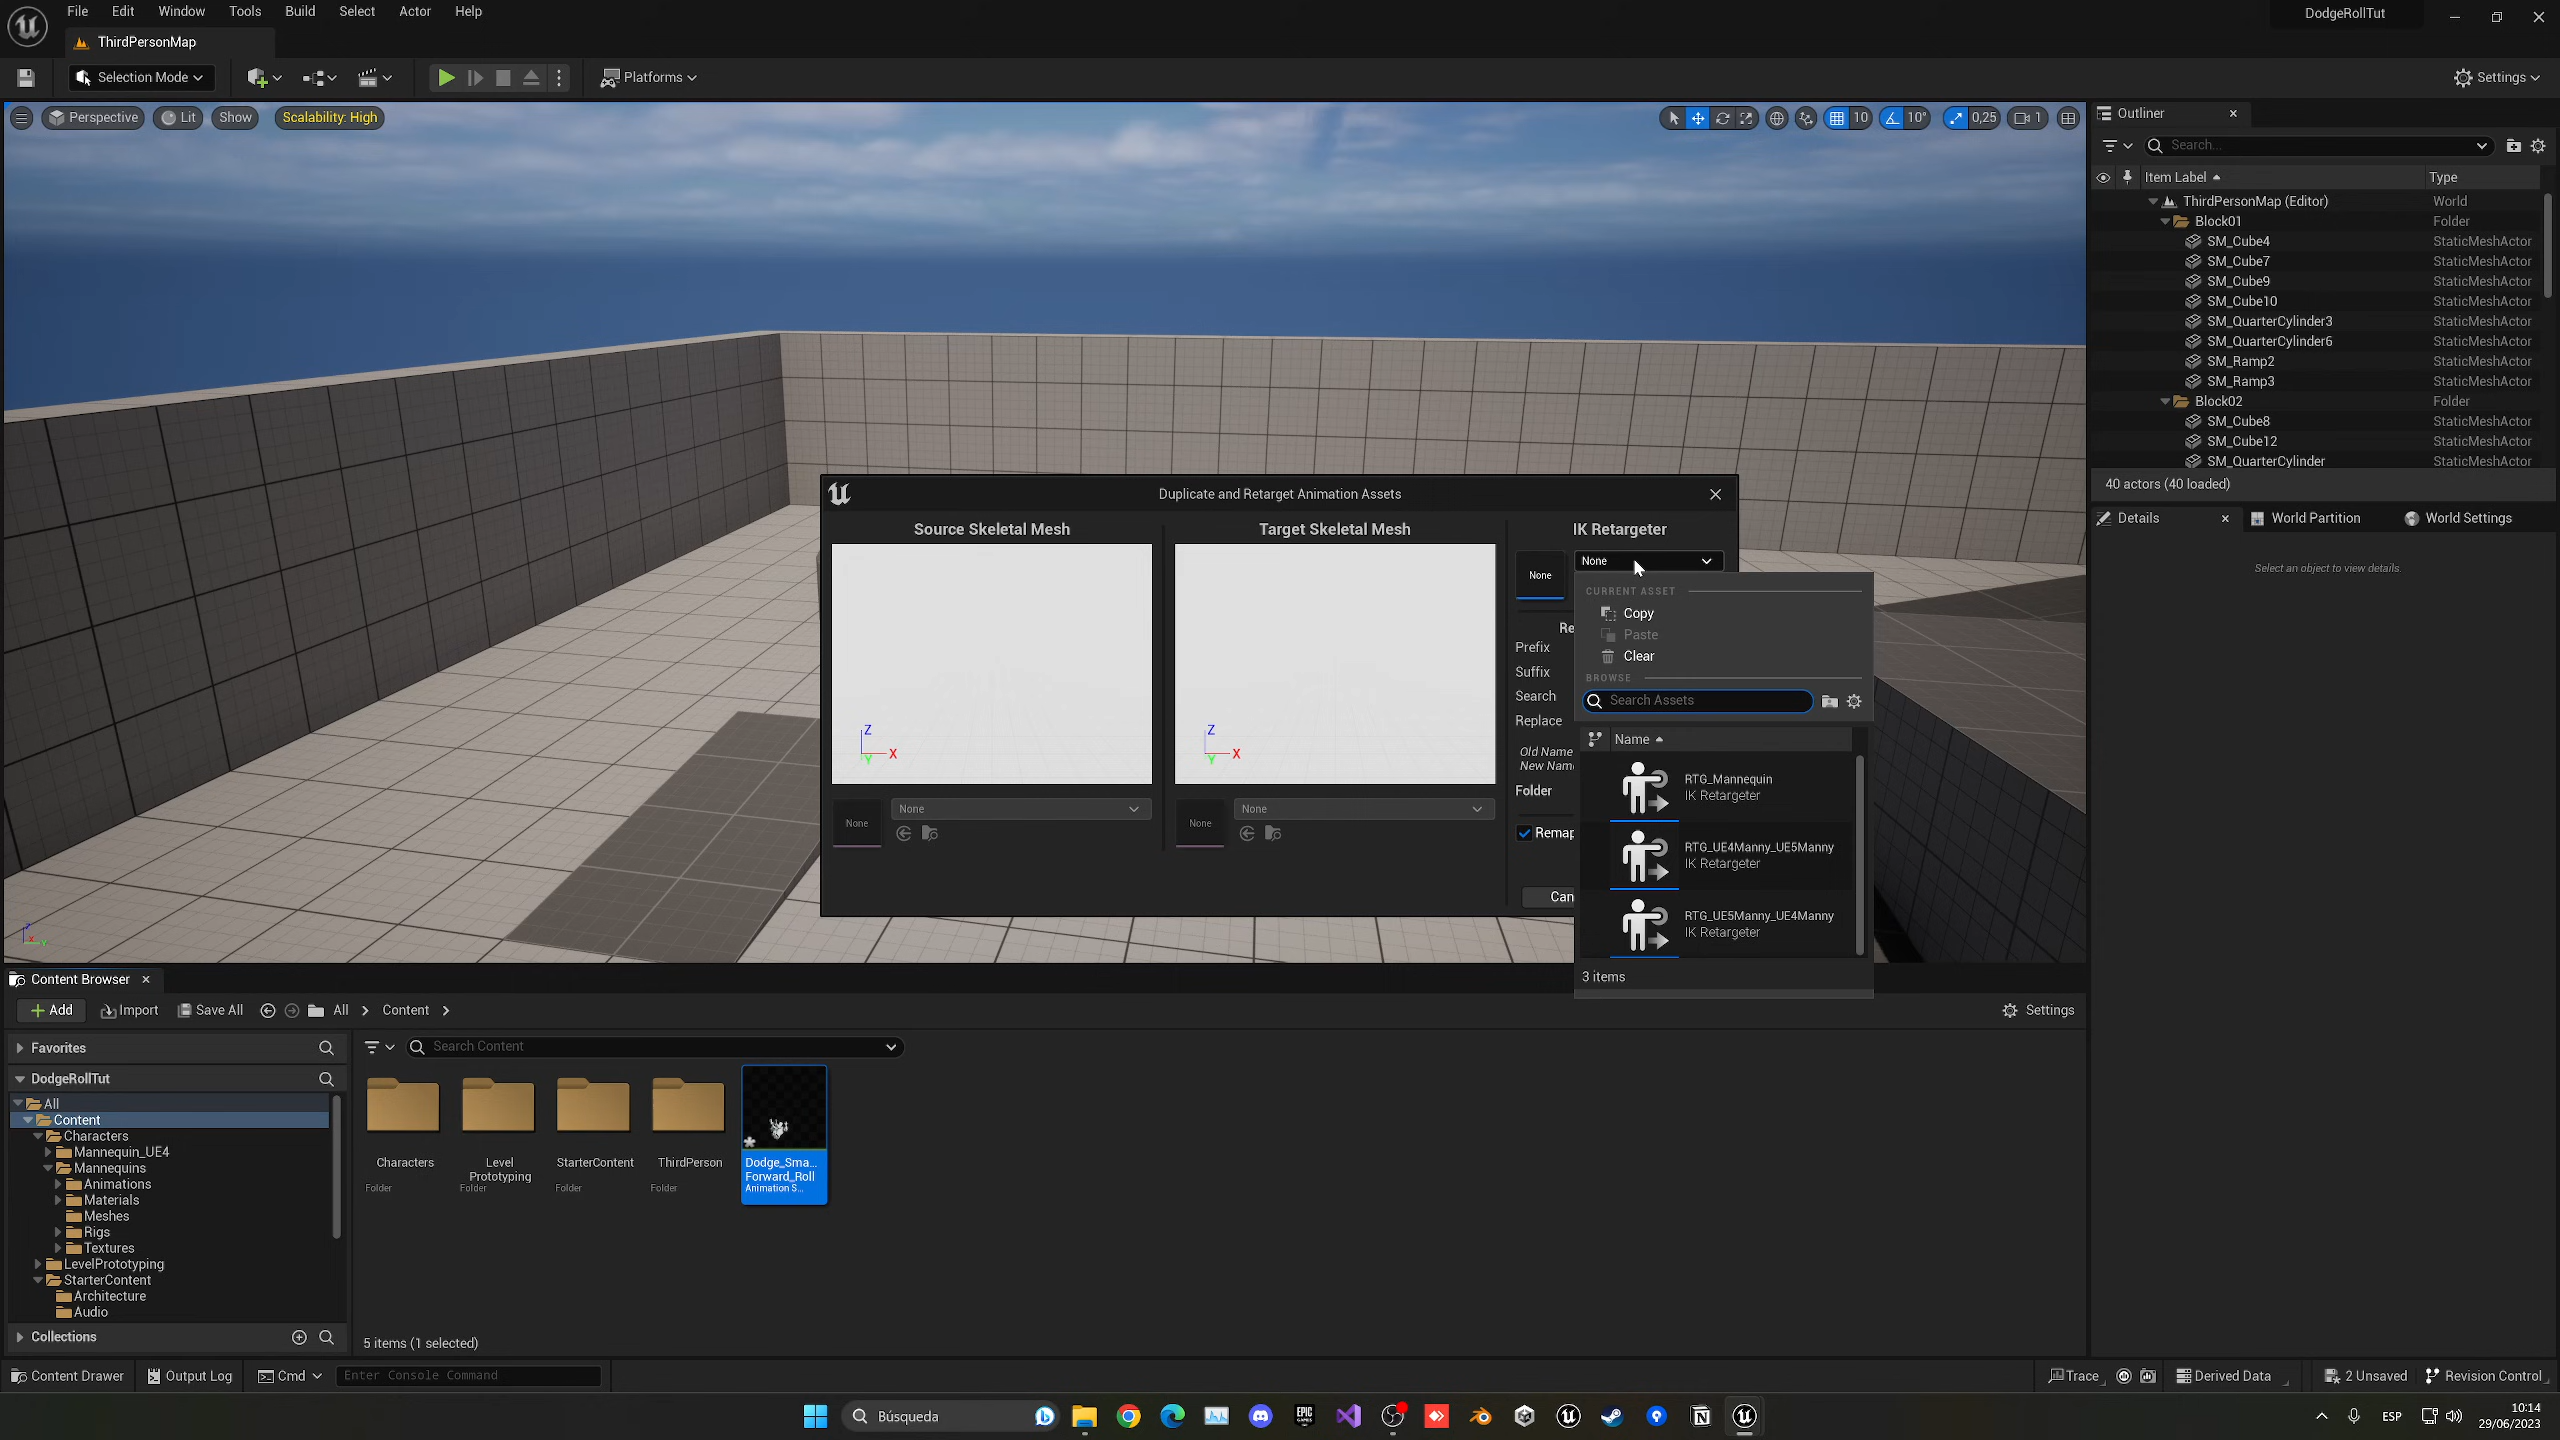 File Edit Window Tools Build Select Actor Help
DodgeRollTut
ThirdPersonMap
Selection Mode
Platforms
Settings
Perspective Lit Show Scalability: High
10 10° 0,25 1
Outliner
Search...
Item Label Type
ThirdPersonMap (Editor) World
Block01 Folder
SM_Cube4 StaticMeshActor
SM_Cube7 StaticMeshActor
SM_Cube9 StaticMeshActor
SM_Cube10 StaticMeshActor
SM_QuarterCylinder3 StaticMeshActor
SM_QuarterCylinder6 StaticMeshActor
SM_Ramp2 StaticMeshActor
SM_Ramp3 StaticMeshActor
Block02 Folder
SM_Cube8 StaticMeshActor
SM_Cube12 StaticMeshActor
SM_QuarterCylinder StaticMeshActor
40 actors (40 loaded)
Details World Partition World Settings
Select an object to view details.
Duplicate and Retarget Animation Assets
Source Skeletal Mesh
Target Skeletal Mesh
IK Retargeter
None
None
Z
X
Y
Z
X
Y
None
None
None
None
Re
Prefix
Suffix
Search
Replace
Old Name
New Name
Folder
Remap
Can
CURRENT ASSET
Copy
Paste
Clear
BROWSE
Search Assets
Name
RTG_Mannequin
IK Retargeter
RTG_UE4Manny_UE5Manny
IK Retargeter
RTG_UE5Manny_UE4Manny
IK Retargeter
3 items
Content Browser
Add Import Save All All Content
Settings
Favorites
Search Content
DodgeRollTut
All
Content
Characters
Mannequin_UE4
Mannequins
Animations
Materials
Meshes
Rigs
Textures
LevelPrototyping
StarterContent
Architecture
Audio
Collections
Characters
Folder
Level
Prototyping
Folder
StarterContent
Folder
ThirdPerson
Folder
Dodge_Sma...
Forward_Roll
Animation S...
5 items (1 selected)
Content Drawer Output Log Cmd Enter Console Command
Trace Derived Data 2 Unsaved Revision Control
Búsqueda
EPIC
GAMES
ESP
10:14
29/06/2023